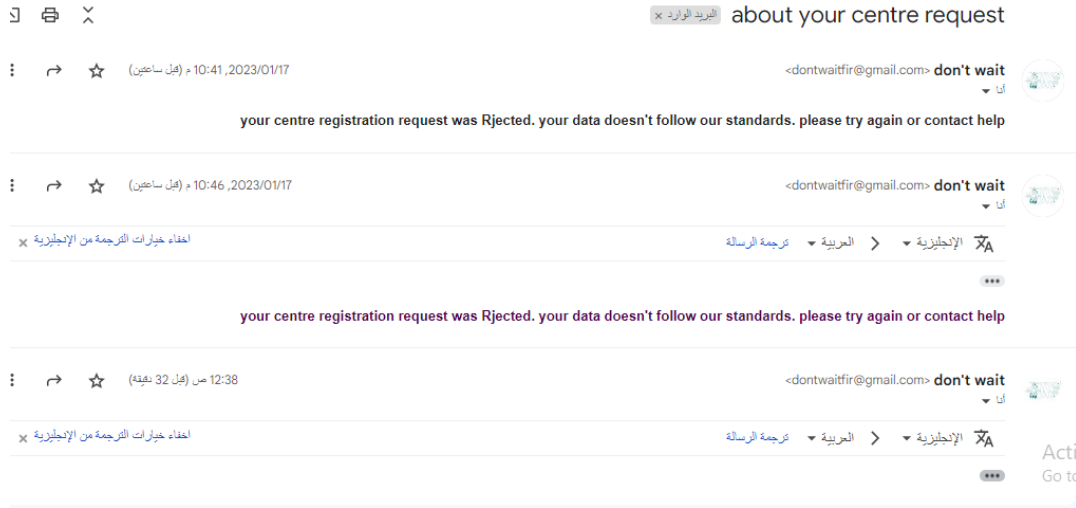 about your centre request البريد الوارد x
don't wait <dontwaitfir@gmail.com> 2023/01/17, 10:41 م (قبل ساعتين)
أنا
your centre registration request was Rjected. your data doesn't follow our standards. please try again or contact help
don't wait <dontwaitfir@gmail.com> 2023/01/17, 10:46 م (قبل ساعتين)
أنا
الإنجليزية العربية ترجمة الرسالة اخفاء خيارات الترجمة من الإنجليزية x
your centre registration request was Rjected. your data doesn't follow our standards. please try again or contact help
don't wait <dontwaitfir@gmail.com> 12:38 ص (قبل 32 دقيقة)
أنا
الإنجليزية العربية ترجمة الرسالة اخفاء خيارات الترجمة من الإنجليزية x
Acti
Go to